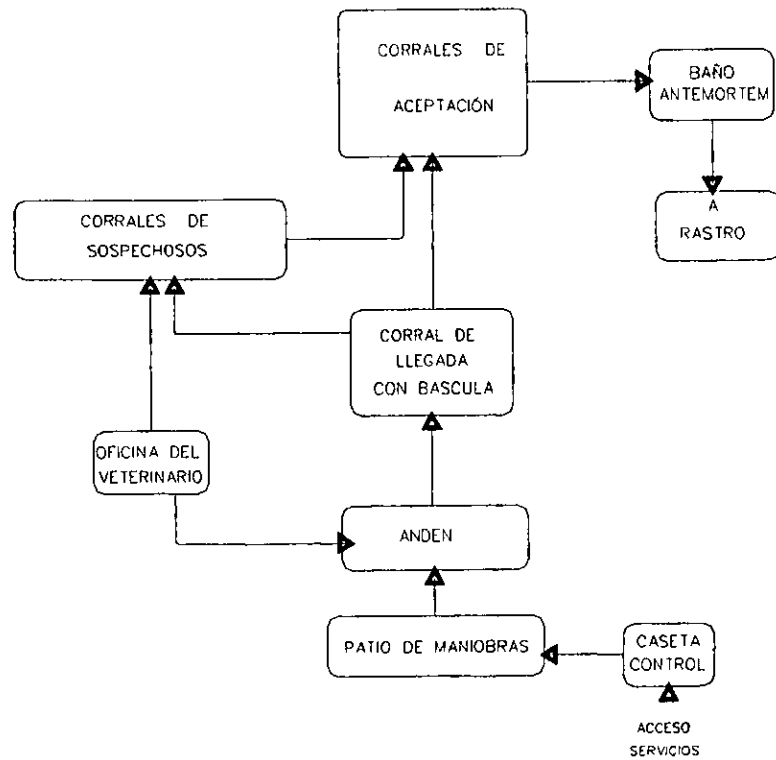 CORRALES DE
ACEPTACIÓN
BAÑO
ANTEMORTEM
A
RASTRO
CORRALES DE
SOSPECHOSOS
CORRAL DE
LLEGADA
CON BASCULA
OFICINA DEL
VETERINARIO
ANDEN
PATIO DE MANIOBRAS
CASETA
CONTROL
ACCESO
SERVICIOS